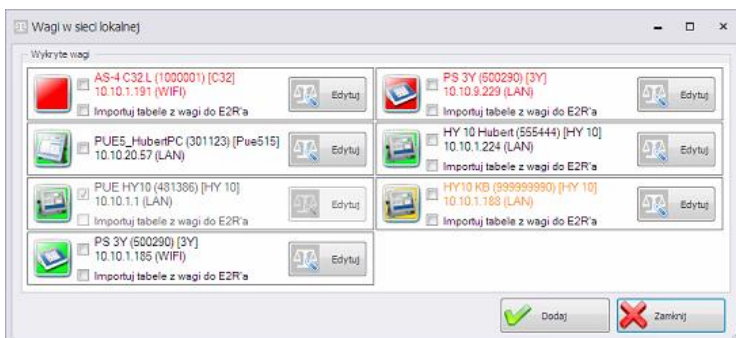 Wagi w sieci lokalnej
Wykryte wagi
AS-4 C32.L (1000001) [C32]
10.10.1.191 (WIFI)
Importuj tabele z wagi do E2R'a
Edytuj
PS 3Y (500290) [3Y]
10.10.9.229 (LAN)
Importuj tabele z wagi do E2R'a
Edytuj
PUE5_HubertPC (301123) [Pue515]
10.10.20.57 (LAN)
Edytuj
HY 10 Hubert (555444) [HY 10]
10.10.1.224 (LAN)
Importuj tabele z wagi do E2R'a
Edytuj
PUE HY10 (481386) [HY 10]
10.10.1.1 (LAN)
Importuj tabele z wagi do E2R'a
Edytuj
HY10 KB (999999990) [HY 10]
10.10.1.188 (LAN)
Importuj tabele z wagi do E2R'a
Edytuj
PS 3Y (500290) [3Y]
10.10.1.185 (WIFI)
Importuj tabele z wagi do E2R'a
Edytuj
Dodaj
Zamknij